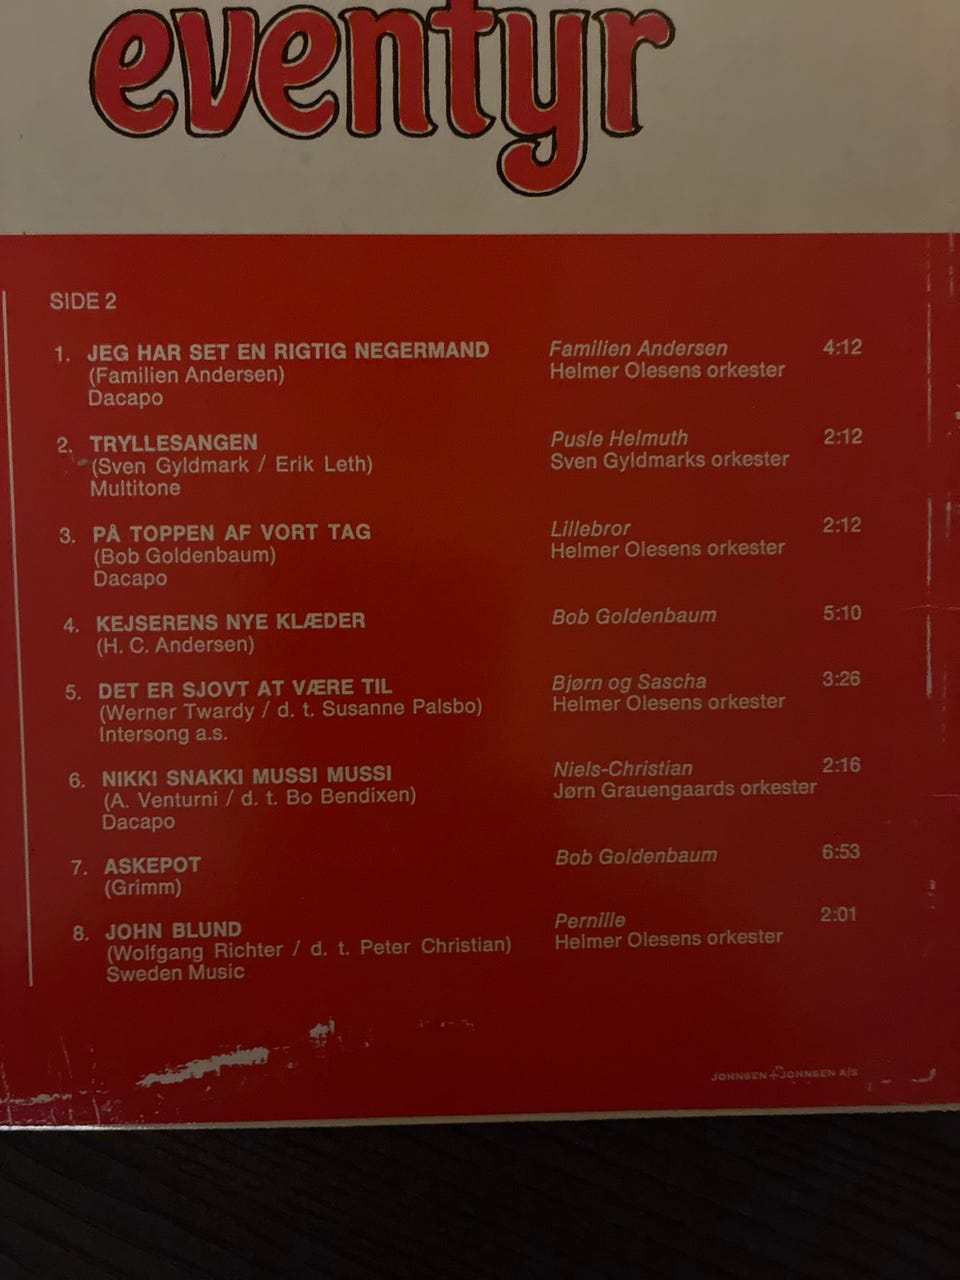 eventyr
SIDE 2
1. JEG HAR SET EN RIGTIG NEGERMAND Familien Andersen 4:12
(Familien Andersen) Helmer Olesens orkester
Dacapo
2. TRYLLESANGEN Pusle Helmuth 2:12
(Sven Gyldmark / Erik Leth) Sven Gyldmarks orkester
Multitone
3. PÅ TOPPEN AF VORT TAG Lillebror 2:12
(Bob Goldenbaum) Helmer Olesens orkester
Dacapo
4. KEJSERENS NYE KLÆDER Bob Goldenbaum 5:10
(H. C. Andersen)
5. DET ER SJOVT AT VÆRE TIL Bjørn og Sascha 3:26
(Werner Twardy / d. t. Susanne Palsbo) Helmer Olesens orkester
Intersong a.s.
6. NIKKI SNAKKI MUSSI MUSSI Niels-Christian 2:16
(A. Venturni / d. t. Bo Bendixen) Jørn Grauengaards orkester
Dacapo
7. ASKEPOT Bob Goldenbaum 6:53
(Grimm)
8. JOHN BLUND Pernille 2:01
(Wolfgang Richter / d. t. Peter Christian) Helmer Olesens orkester
Sweden Music
JOHNSEN+JOHNSEN A/S